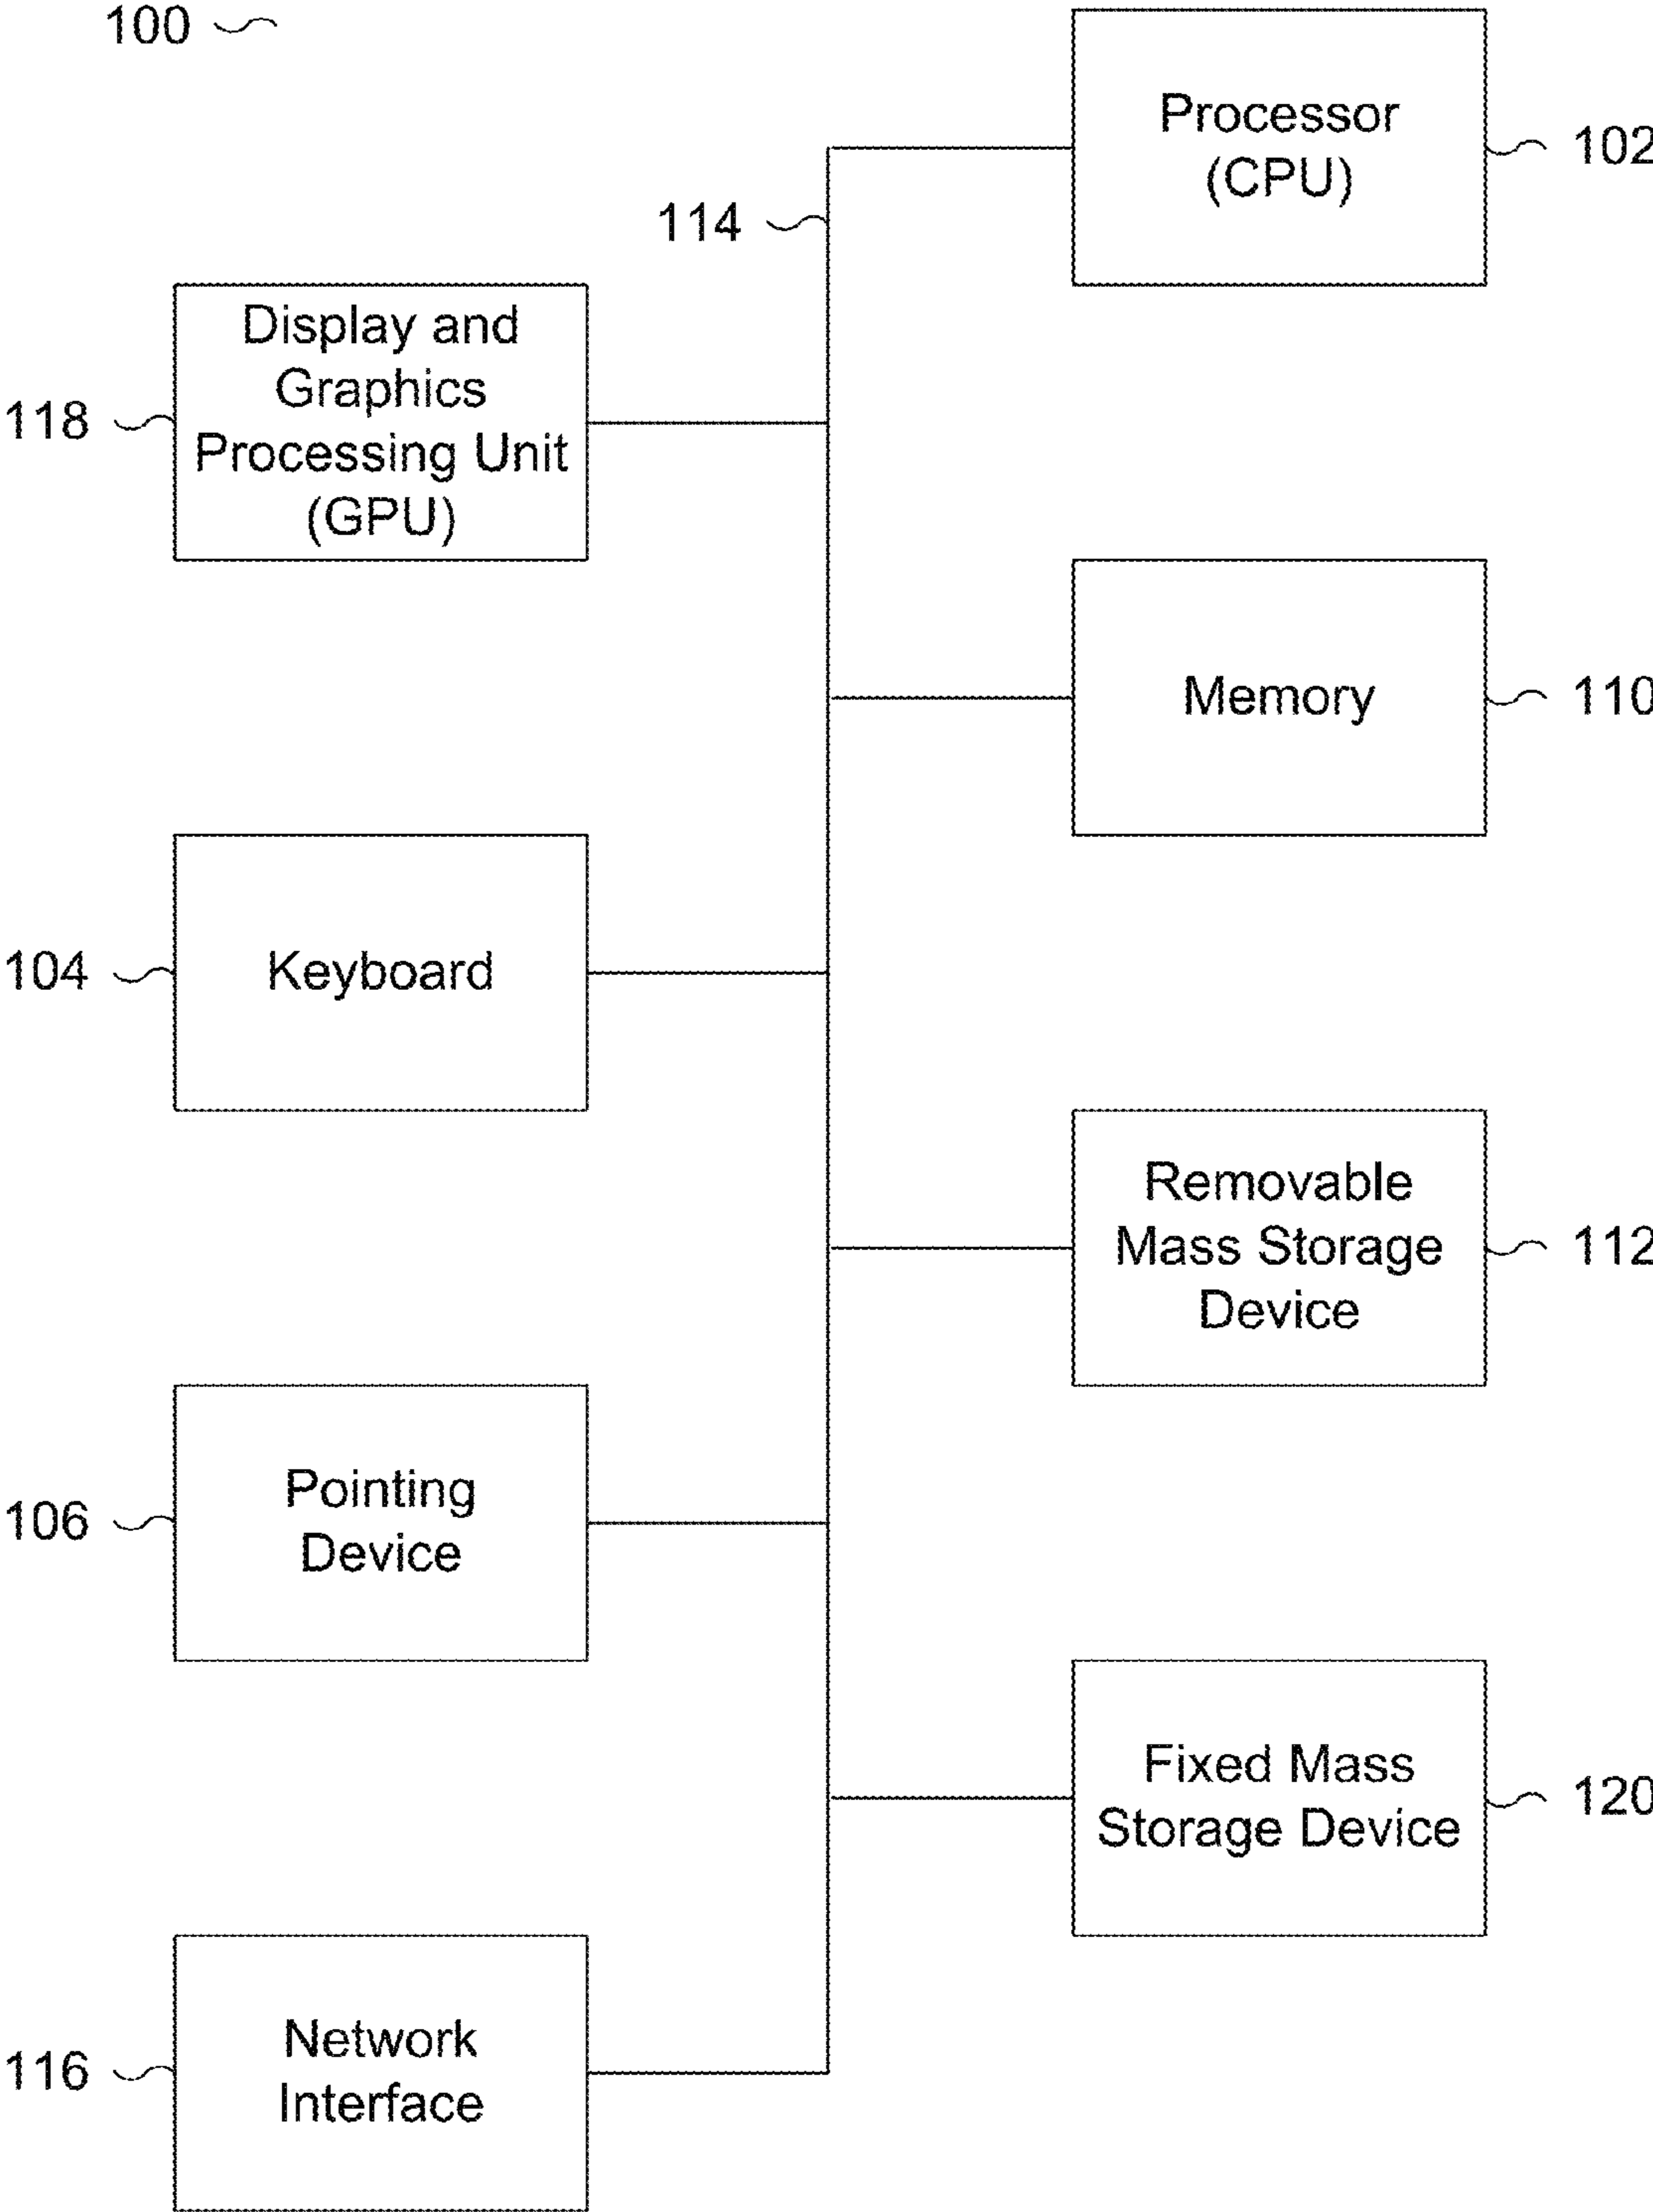 100
Processor
(CPU)
102
114
Display and
Graphics
Processing Unit
(GPU)
118
Memory
110
Keyboard
104
Removable
Mass Storage
Device
112
Pointing
Device
106
Fixed Mass
Storage Device
120
Network
Interface
116